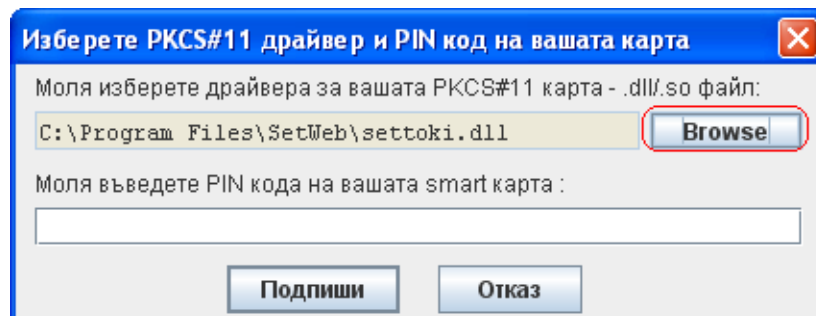 Изберете PKCS#11 драйвер и PIN код на вашата карта
Моля изберете драйвера за вашата PKCS#11 карта - .dll/.so файл:
C:\Program Files\SetWeb\settoki.dll
Browse
Моля въведете PIN кода на вашата smart карта :
Подпиши
Отказ